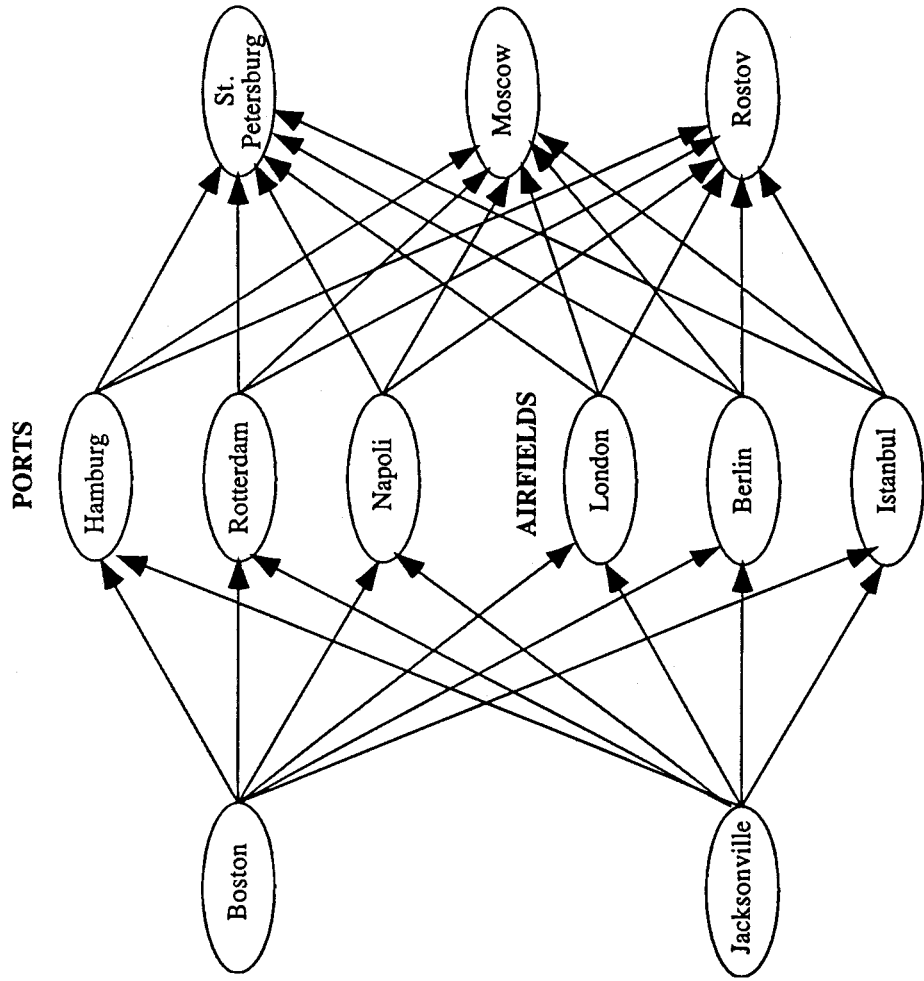 PORTS
Hamburg
Rotterdam
Napoli
AIRFIELDS
London
Berlin
Istanbul
Boston
Jacksonville
St.
Petersburg
Moscow
Rostov